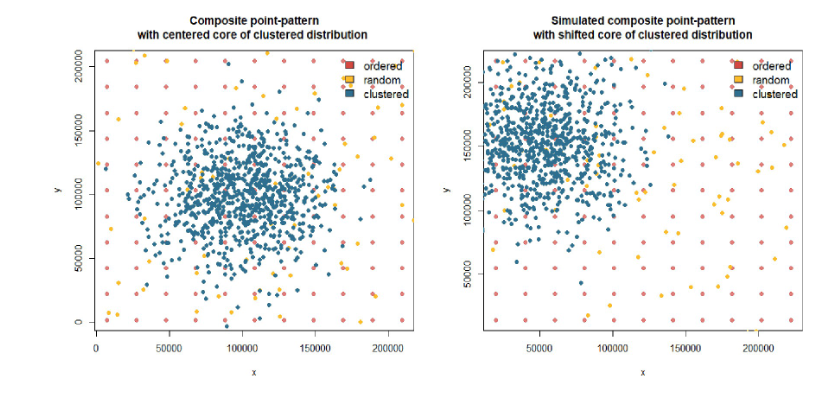 Composite point-pattern
with centered core of clustered distribution
ordered
random
clustered
200000
150000
100000
50000
0
y
0 50000 100000 150000 200000
x
Simulated composite point-pattern
with shifted core of clustered distribution
ordered
random
clustered
200000
150000
100000
50000
y
50000 100000 150000 200000
x